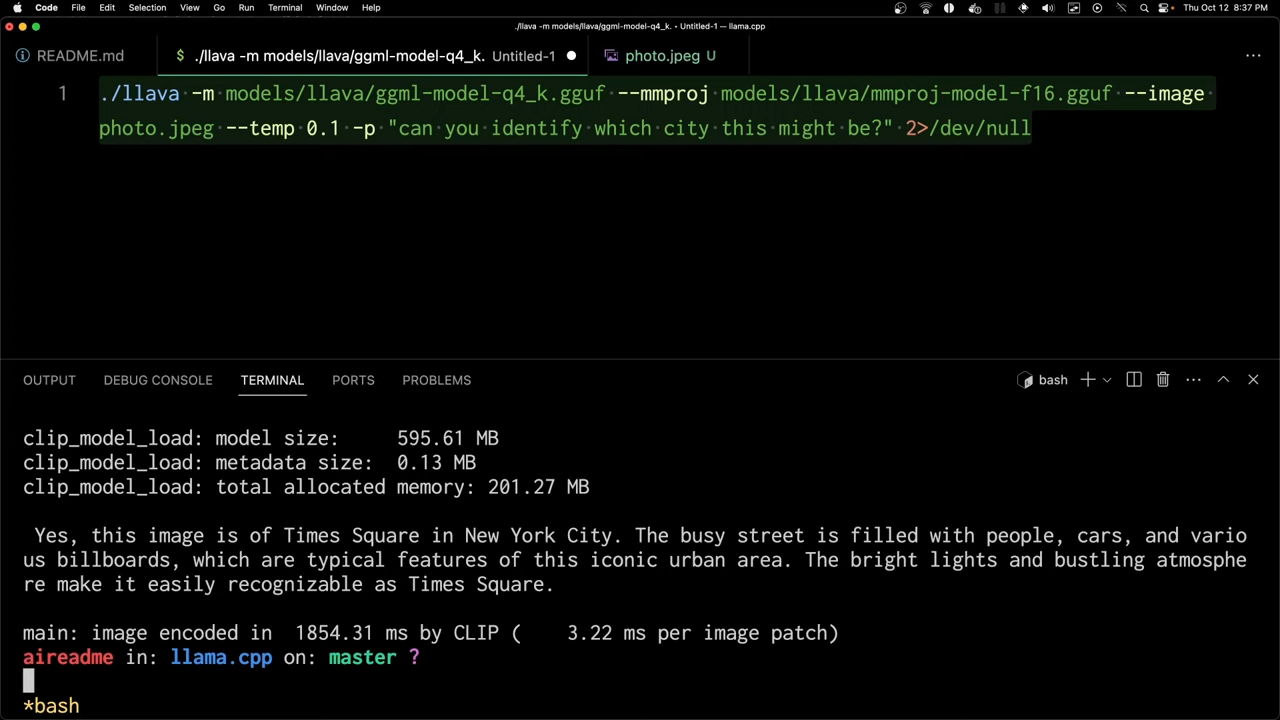 Code File Edit Selection View Go Run Terminal Window Help Thu Oct 12 8:37 PM
./llava -m models/llava/ggml-model-q4_k. • Untitled-1 — llama.cpp
README.md $ ./llava -m models/llava/ggml-model-q4_k. Untitled-1 photo.jpeg U
1 ./llava -m models/llava/ggml-model-q4_k.gguf --mmproj models/llava/mmproj-model-f16.gguf --image
photo.jpeg --temp 0.1 -p "can you identify which city this might be?" 2>/dev/null
OUTPUT DEBUG CONSOLE TERMINAL PORTS PROBLEMS bash
clip_model_load: model size: 595.61 MB
clip_model_load: metadata size: 0.13 MB
clip_model_load: total allocated memory: 201.27 MB
Yes, this image is of Times Square in New York City. The busy street is filled with people, cars, and vario
us billboards, which are typical features of this iconic urban area. The bright lights and bustling atmosphe
re make it easily recognizable as Times Square.
main: image encoded in 1854.31 ms by CLIP ( 3.22 ms per image patch)
aireadme in: llama.cpp on: master ?
*bash